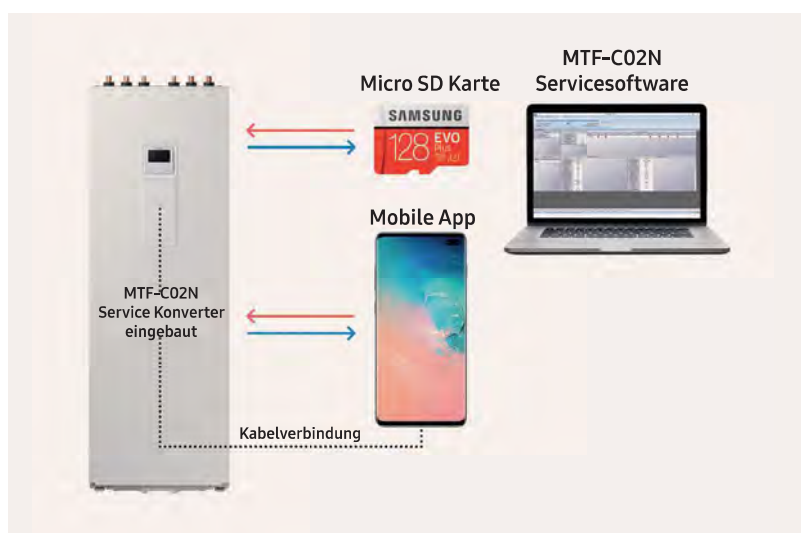 MTF-C02N
Servicesoftware
Micro SD Karte
SAMSUNG
128 EVO
Plus
Mobile App
MTF-C02N
Service Konverter
eingebaut
Kabelverbindung